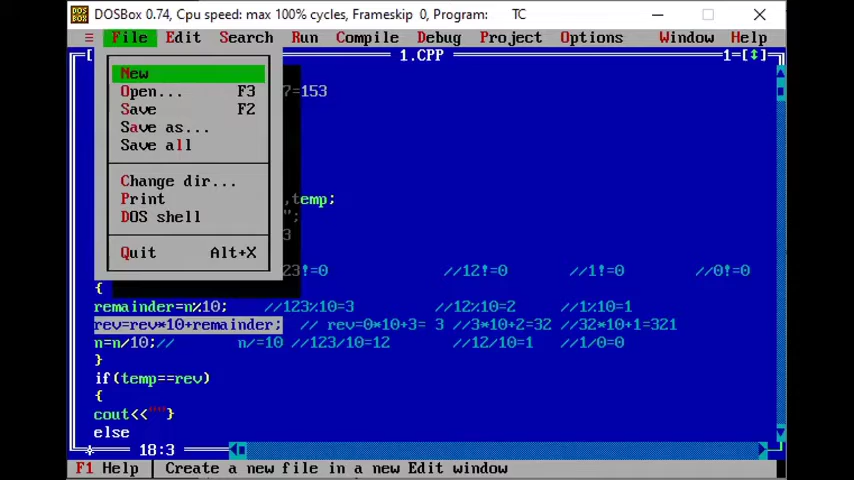 DOSBox 0.74, Cpu speed: max 100% cycles, Frameskip 0, Program: TC
≡ File Edit Search Run Compile Debug Project Options Window Help
1.CPP 1=[↕]
New
Open... F3
Save F2
Save as...
Save all
Change dir...
Print
DOS shell
Quit Alt+X
7=153
,temp;
";
3
23!=0 //12!=0 //1!=0 //0!=0
{
remainder=n%10; //123%10=3 //12%10=2 //1%10=1
rev=rev*10+remainder; // rev=0*10+3= 3 //3*10+2=32 //32*10+1=321
n=n/10;// n/=10 //123/10=12 //12/10=1 //1/0=0
}
if(temp==rev)
{
cout<<""}
else
18:3
F1 Help Create a new file in a new Edit window